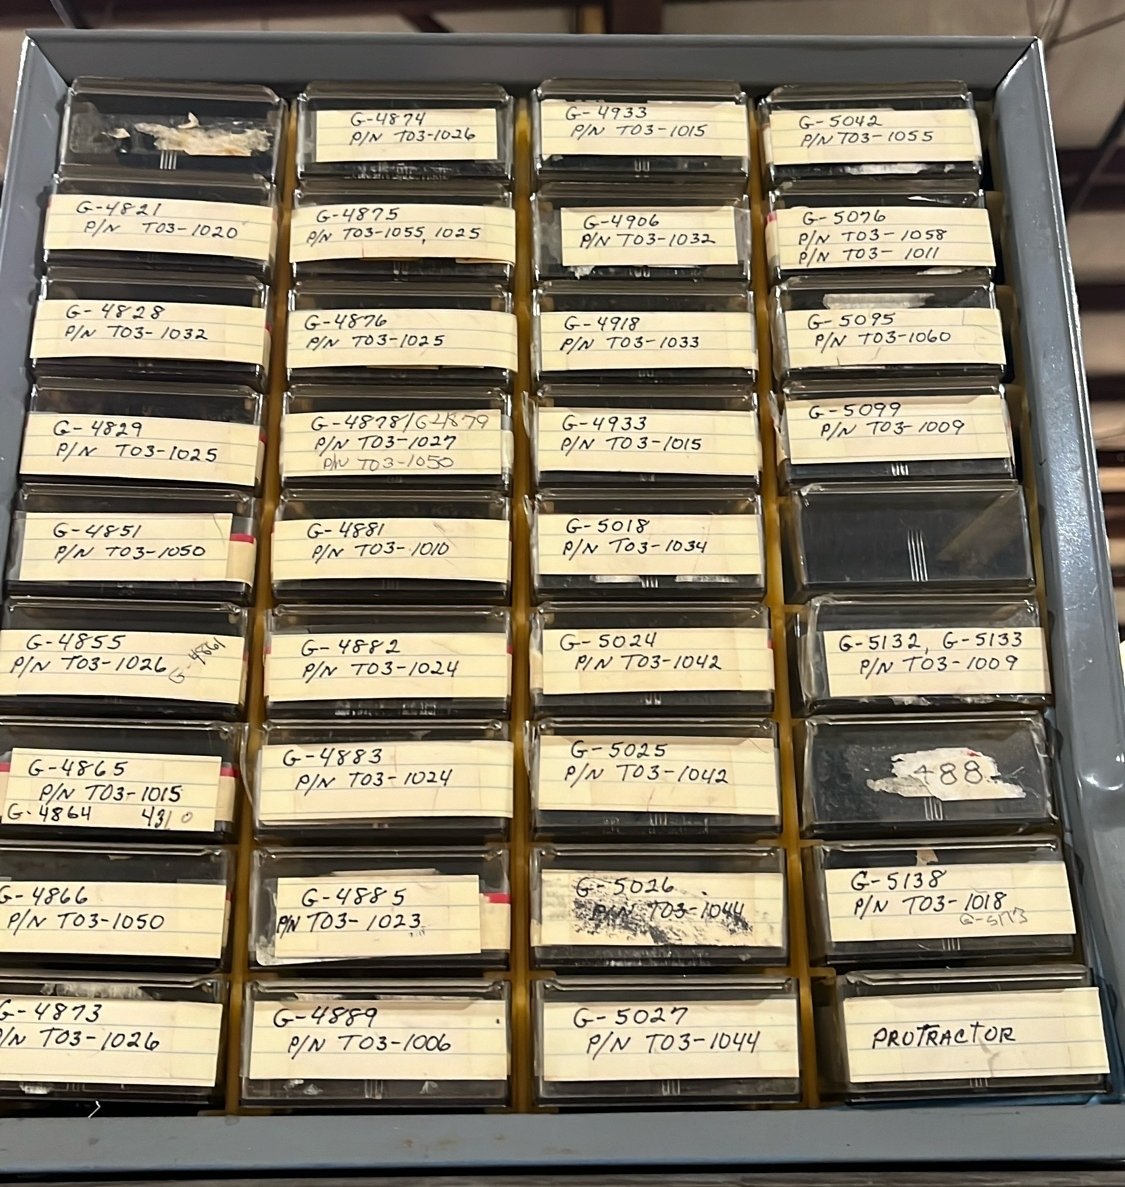 G-4821
P/N T03-1020
G-4828
P/N T03-1032
G-4829
P/N T03-1025
G-4851
P/N T03-1050
G-4855
P/N T03-1026
G-4861
G-4865
P/N T03-1015
G-4864 4310
G-4866
P/N T03-1050
G-4873
P/N T03-1026
G-4874
P/N T03-1026
G-4875
P/N T03-1055, 1025
G-4876
P/N T03-1025
G-4878/G-4879
P/N T03-1027
P/N T03-1050
G-4881
P/N T03-1010
G-4882
P/N T03-1024
G-4883
P/N T03-1024
G-4885
P/N T03-1023
G-4889
P/N T03-1006
G-4933
P/N T03-1015
G-4906
P/N T03-1032
G-4918
P/N T03-1033
G-4933
P/N T03-1015
G-5018
P/N T03-1034
G-5024
P/N T03-1042
G-5025
P/N T03-1042
G-5026
P/N T03-1044
G-5027
P/N T03-1044
G-5042
P/N T03-1055
G-5076
P/N T03-1058
P/N T03-1011
G-5095
P/N T03-1060
G-5099
P/N T03-1009
G-5132, G-5133
P/N T03-1009
488
G-5138
P/N T03-1018
PROTRACTOR